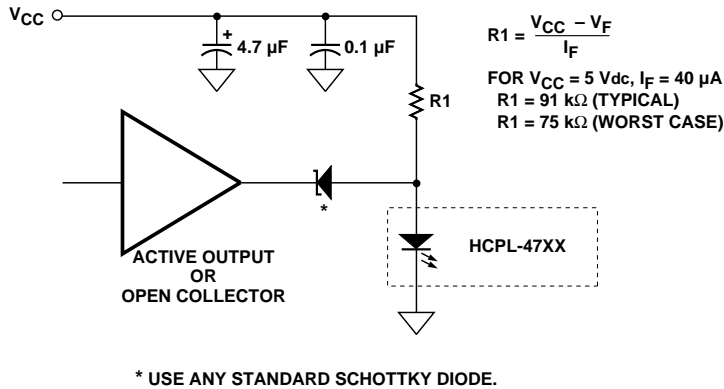 VCC
+
4.7 µF
0.1 µF
R1
R1 = VCC – VF
IF
FOR VCC = 5 Vdc, IF = 40 µA
R1 = 91 kΩ (TYPICAL)
R1 = 75 kΩ (WORST CASE)
*
HCPL-47XX
ACTIVE OUTPUT
OR
OPEN COLLECTOR
* USE ANY STANDARD SCHOTTKY DIODE.